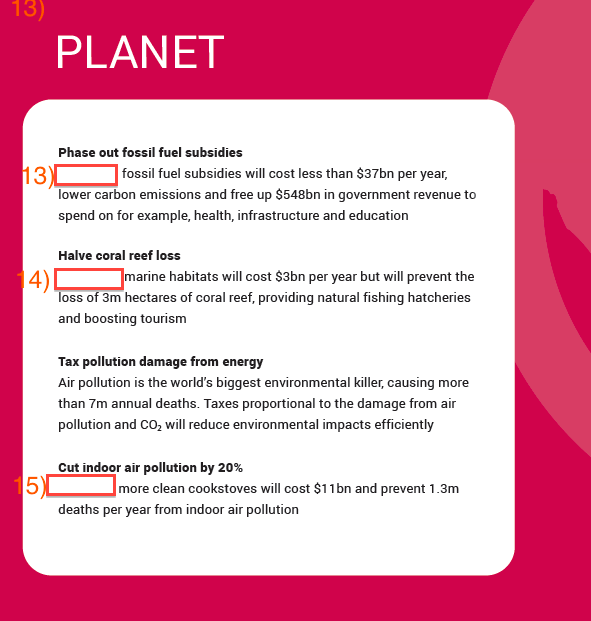 13)
PLANET
Phase out fossil fuel subsidies
13) fossil fuel subsidies will cost less than $37bn per year,
lower carbon emissions and free up $548bn in government revenue to
spend on for example, health, infrastructure and education
Halve coral reef loss
14) marine habitats will cost $3bn per year but will prevent the
loss of 3m hectares of coral reef, providing natural fishing hatcheries
and boosting tourism
Tax pollution damage from energy
Air pollution is the world’s biggest environmental killer, causing more
than 7m annual deaths. Taxes proportional to the damage from air
pollution and CO₂ will reduce environmental impacts efficiently
Cut indoor air pollution by 20%
15) more clean cookstoves will cost $11bn and prevent 1.3m
deaths per year from indoor air pollution